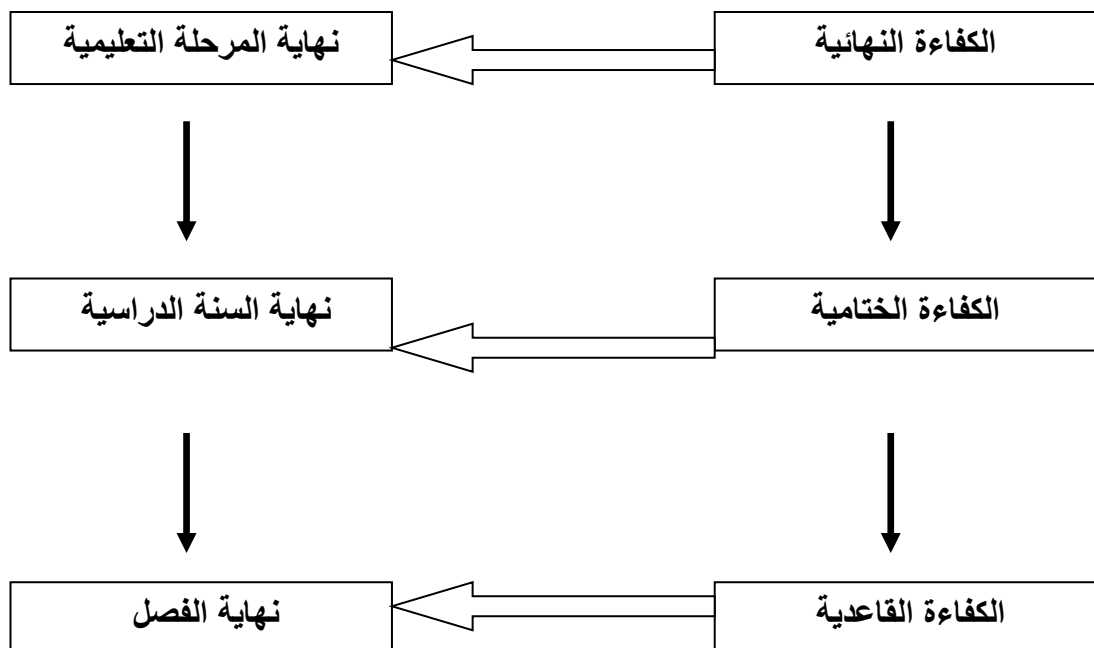 الكفاءة النهائية
نهاية المرحلة التعليمية
الكفاءة الختامية
نهاية السنة الدراسية
الكفاءة القاعدية
نهاية الفصل